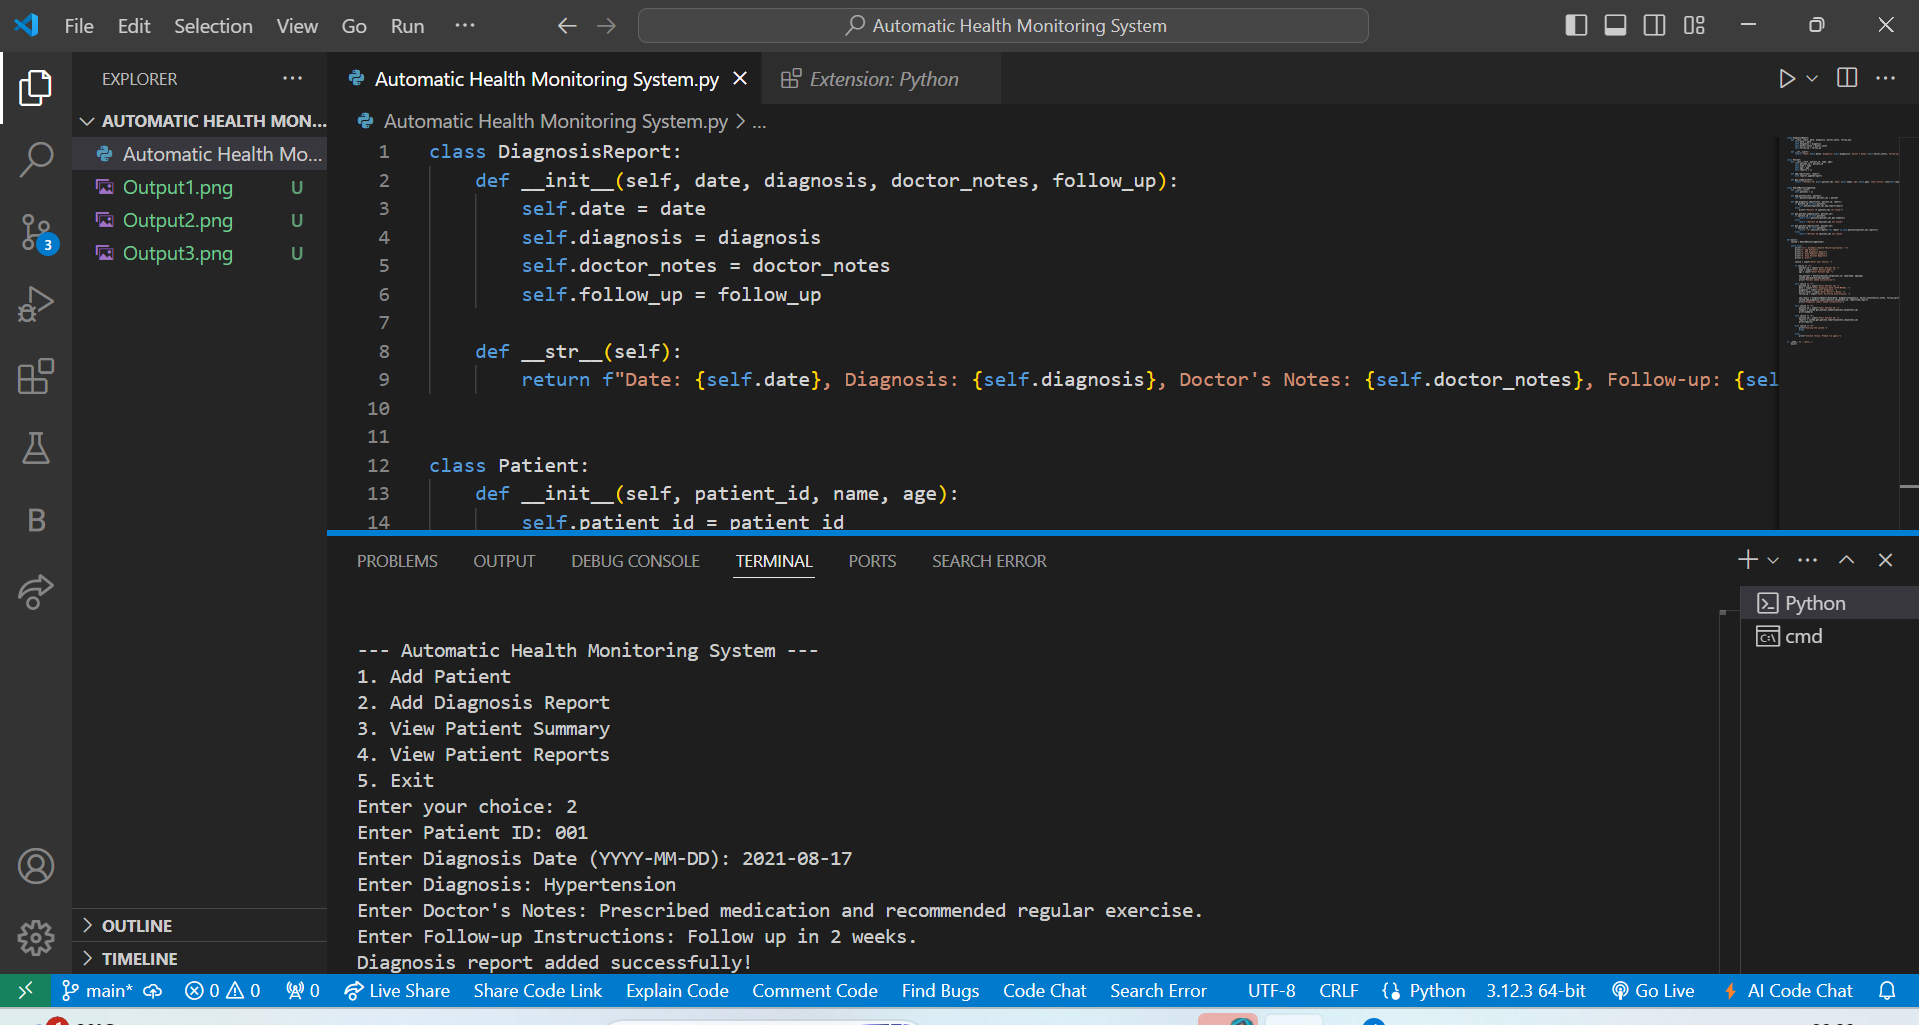 File Edit Selection View Go Run ···
Automatic Health Monitoring System
EXPLORER
AUTOMATIC HEALTH MON...
Automatic Health Mo...
Output1.png U
Output2.png U
Output3.png U
OUTLINE
TIMELINE
3
B
Automatic Health Monitoring System.py
Extension: Python
Automatic Health Monitoring System.py > ...
1 class DiagnosisReport:
2 def __init__(self, date, diagnosis, doctor_notes, follow_up):
3 self.date = date
4 self.diagnosis = diagnosis
5 self.doctor_notes = doctor_notes
6 self.follow_up = follow_up
7
8 def __str__(self):
9 return f"Date: {self.date}, Diagnosis: {self.diagnosis}, Doctor's Notes: {self.doctor_notes}, Follow-up: {sel
10
11
12 class Patient:
13 def __init__(self, patient_id, name, age):
14 self.patient_id = patient_id
PROBLEMS OUTPUT DEBUG CONSOLE TERMINAL PORTS SEARCH ERROR
Python
cmd
--- Automatic Health Monitoring System ---
1. Add Patient
2. Add Diagnosis Report
3. View Patient Summary
4. View Patient Reports
5. Exit
Enter your choice: 2
Enter Patient ID: 001
Enter Diagnosis Date (YYYY-MM-DD): 2021-08-17
Enter Diagnosis: Hypertension
Enter Doctor's Notes: Prescribed medication and recommended regular exercise.
Enter Follow-up Instructions: Follow up in 2 weeks.
Diagnosis report added successfully!
main* 0 0 0 Live Share Share Code Link Explain Code Comment Code Find Bugs Code Chat Search Error UTF-8 CRLF Python 3.12.3 64-bit Go Live AI Code Chat